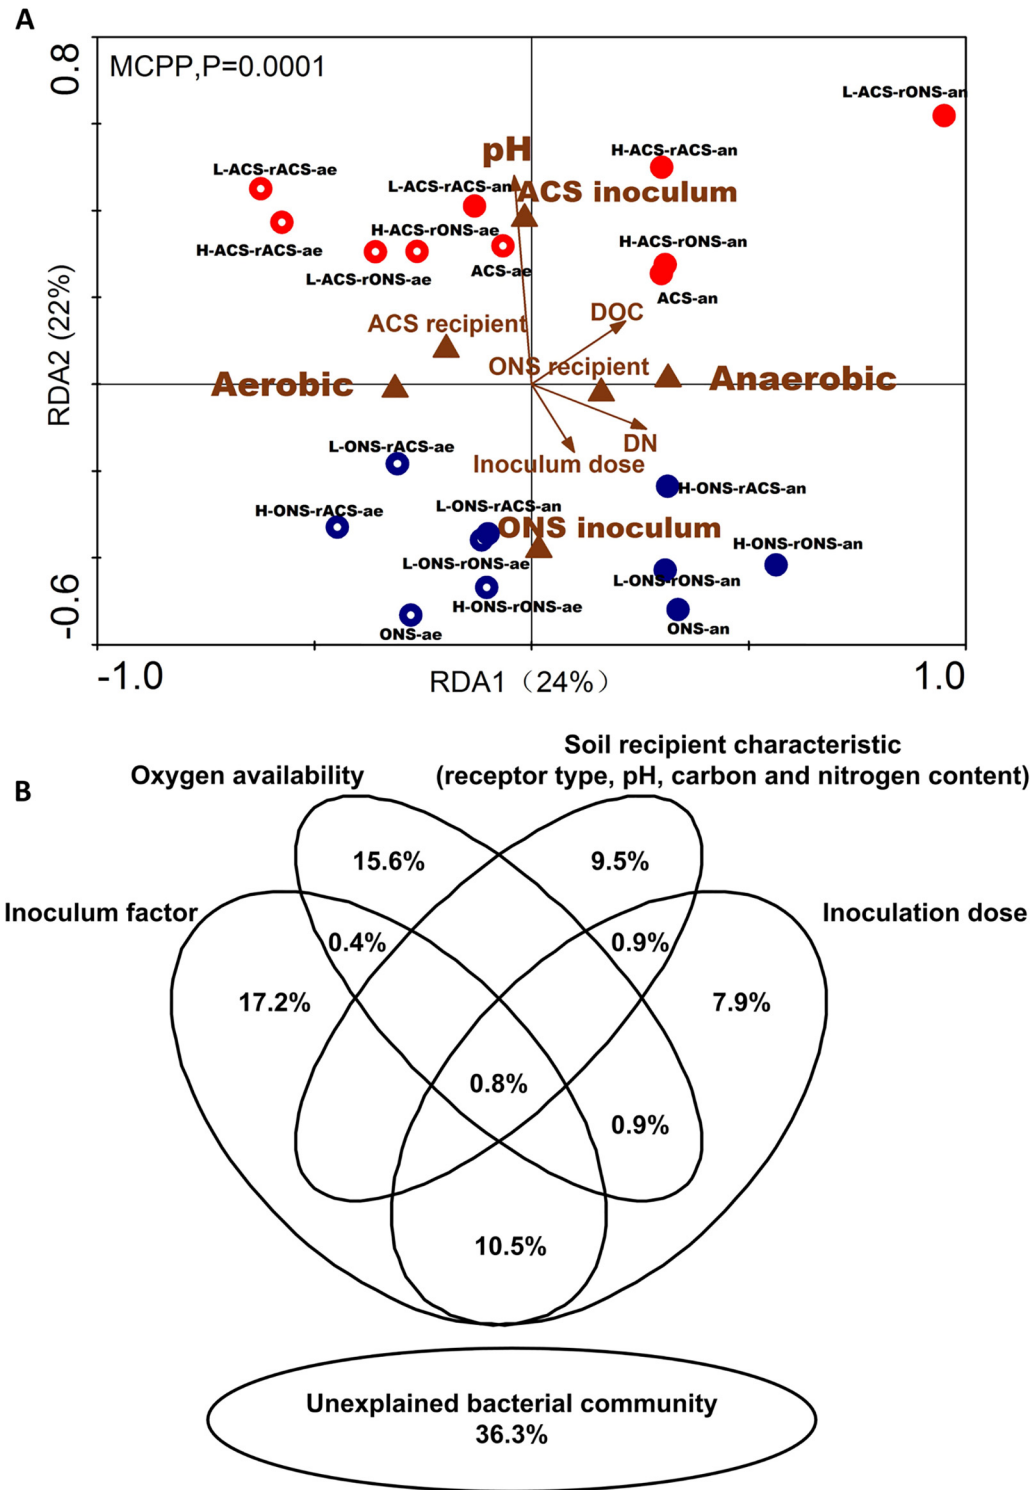 A
0.8
MCPP,P=0.0001
L-ACS-rONS-an
pH
H-ACS-rACS-an
L-ACS-rACS-ae
L-ACS-rACS-an
ACS inoculum
H-ACS-rONS-ae
H-ACS-rONS-an
H-ACS-rACS-ae
L-ACS-rONS-ae
ACS-ae
ACS-an
DOC
ACS recipient
RDA2 (22%)
ONS recipient
Aerobic
Anaerobic
L-ONS-rACS-ae
DN
Inoculum dose
H-ONS-rACS-an
H-ONS-rACS-ae
L-ONS-rACS-an
ONS inoculum
H-ONS-rONS-an
L-ONS-rONS-ae
L-ONS-rONS-an
H-ONS-rONS-ae
ONS-ae
ONS-an
-0.6
-1.0
RDA1（24%）
1.0
B
Oxygen availability
Soil recipient characteristic
(receptor type, pH, carbon and nitrogen content)
15.6%
9.5%
Inoculum factor
Inoculation dose
0.4%
0.9%
17.2%
7.9%
0.8%
0.9%
10.5%
Unexplained bacterial community
36.3%